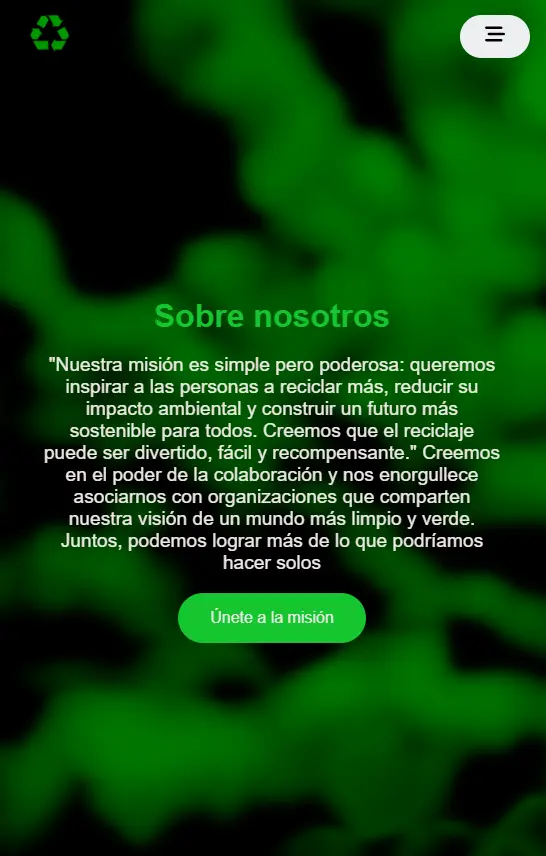 Sobre nosotros
"Nuestra misión es simple pero poderosa: queremos
inspirar a las personas a reciclar más, reducir su
impacto ambiental y construir un futuro más
sostenible para todos. Creemos que el reciclaje
puede ser divertido, fácil y recompensante." Creemos
en el poder de la colaboración y nos enorgullece
asociarnos con organizaciones que comparten
nuestra visión de un mundo más limpio y verde.
Juntos, podemos lograr más de lo que podríamos
hacer solos
Únete a la misión